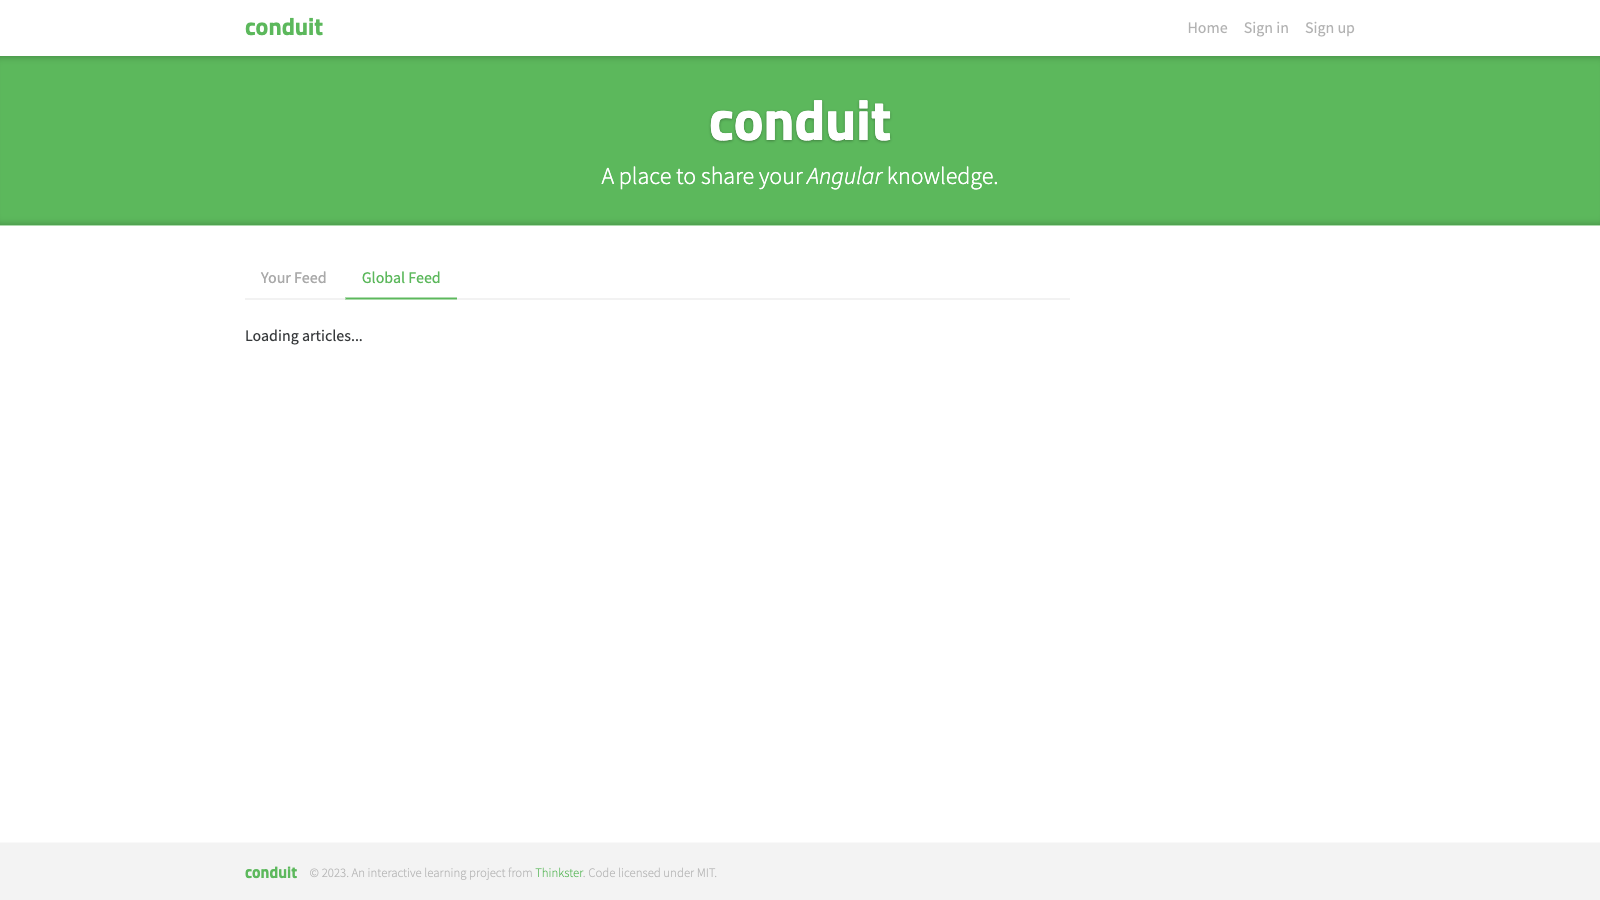 conduit
Home Sign in Sign up
conduit
A place to share your Angular knowledge.
Your Feed Global Feed
Loading articles...
conduit © 2023. An interactive learning project from Thinkster. Code licensed under MIT.